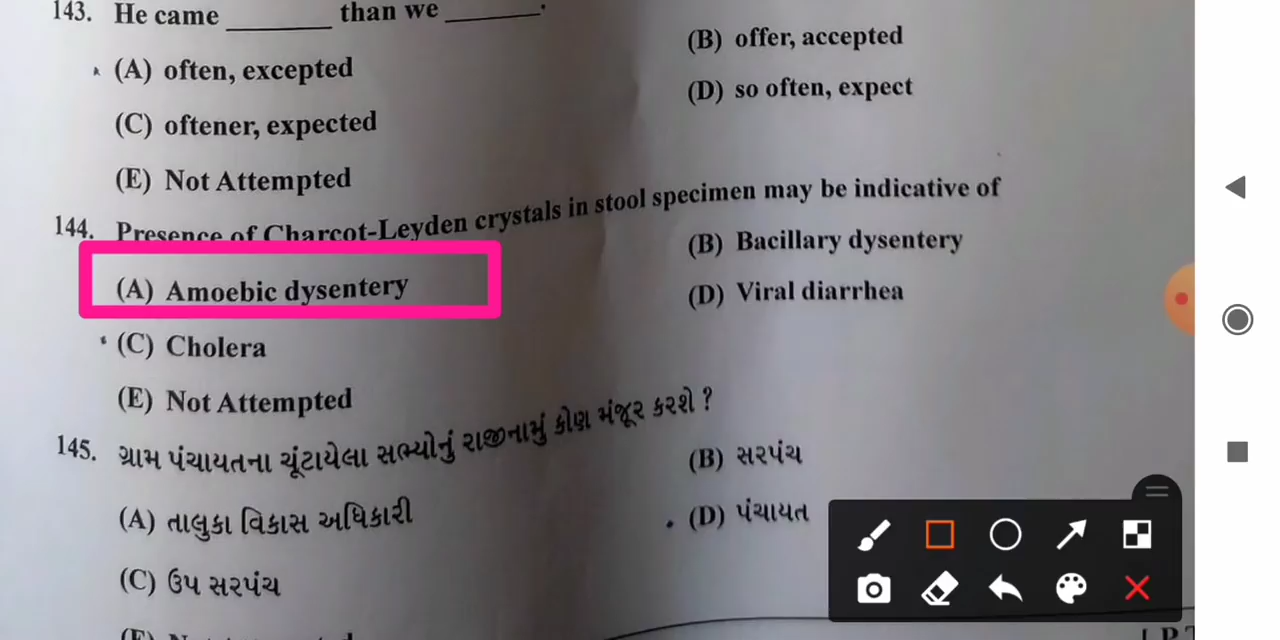 143. He came ________ than we ________.
(A) often, excepted
(B) offer, accepted
(C) oftener, expected
(D) so often, expect
(E) Not Attempted
144. Presence of Charcot-Leyden crystals in stool specimen may be indicative of
(A) Amoebic dysentery
(B) Bacillary dysentery
(C) Cholera
(D) Viral diarrhea
(E) Not Attempted
145. ગ્રામ પંચાયતના ચૂંટાયેલા સભ્યોનું રાજીનામું કોણ મંજૂર કરશે ?
(A) તાલુકા વિકાસ અધિકારી
(B) સરપંચ
(C) ઉપ સરપંચ
(D) પંચાયત